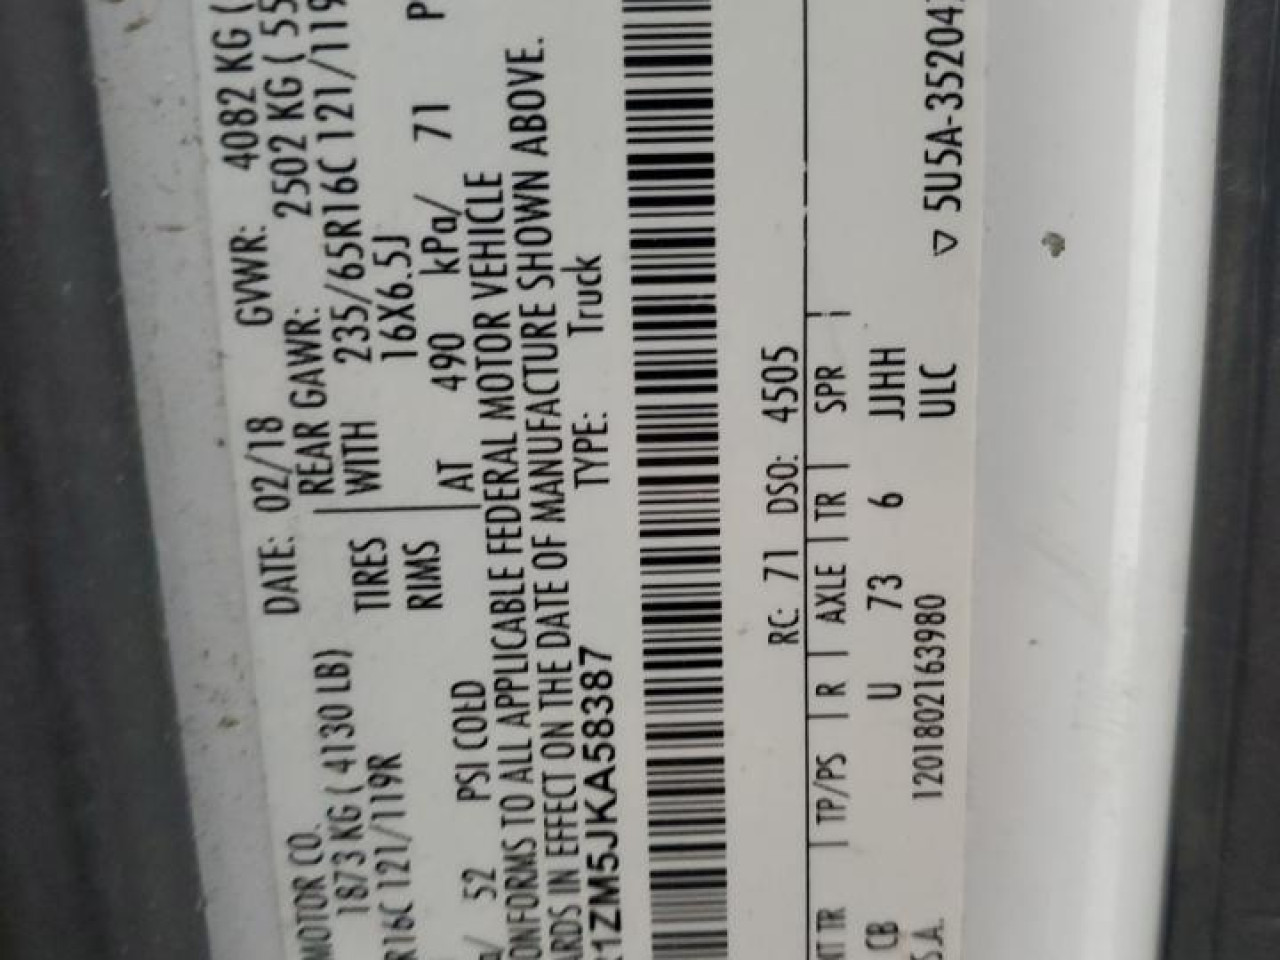 MOTOR CO. DATE: 02/18 GVWR: 4082 KG (
1873 KG ( 4130 LB) REAR GAWR: 2502 KG ( 55
R16C 121/119R TIRES WITH 235/65R16C 121/119
RIMS 16X6.5J
a/ 52 PSI COLD AT 490 kPa/ 71 P
ONFORMS TO ALL APPLICABLE FEDERAL MOTOR VEHICLE
ARDS IN EFFECT ON THE DATE OF MANUFACTURE SHOWN ABOVE.
1ZM5JKA58387 TYPE: Truck
RC: 71 DSO: 4505
NT TR | TP/PS | R | AXLE | TR | SPR |
CB U 73 6 JJHH
S.A. 1201802163980 ULC ▽ 5U5A-352047